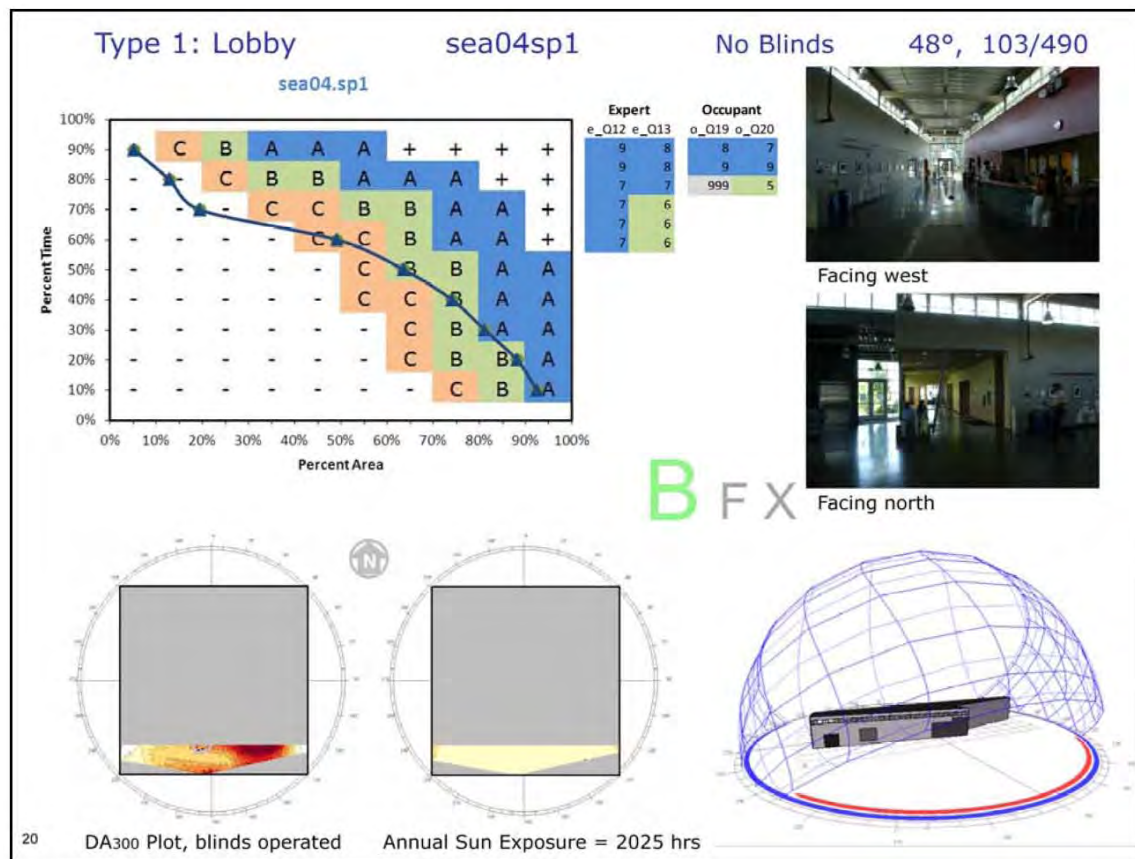 Type 1: Lobby sea04sp1 No Blinds 48°, 103/490
sea04.sp1
100%
90% C B A A A + + + +
80% - - C B B A A A + +
70% - - - C C B B A A +
60% - - - - C C B A A +
50% - - - - - C B B A A
40% - - - - - C C B A A
30% - - - - - - C B A A
20% - - - - - - C B B A
10% - - - - - - - C B A
0%
0% 10% 20% 30% 40% 50% 60% 70% 80% 90% 100%
Percent Time
Percent Area
Expert Occupant
e_Q12 e_Q13 o_Q19 o_Q20
9 8 8 7
9 8 9 9
7 7 999 5
7 6
7 6
7 6
Facing west
Facing north
B F X
N
DA300 Plot, blinds operated
Annual Sun Exposure = 2025 hrs
20